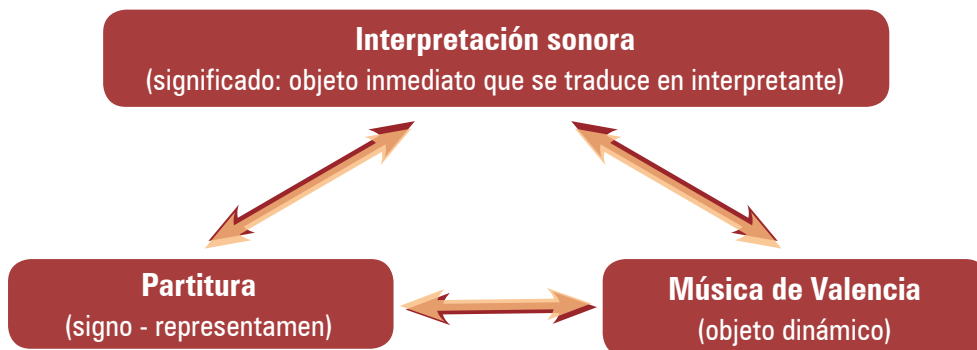 Interpretación sonora
(significado: objeto inmediato que se traduce en interpretante)
Partitura
(signo - representamen)
Música de Valencia
(objeto dinámico)